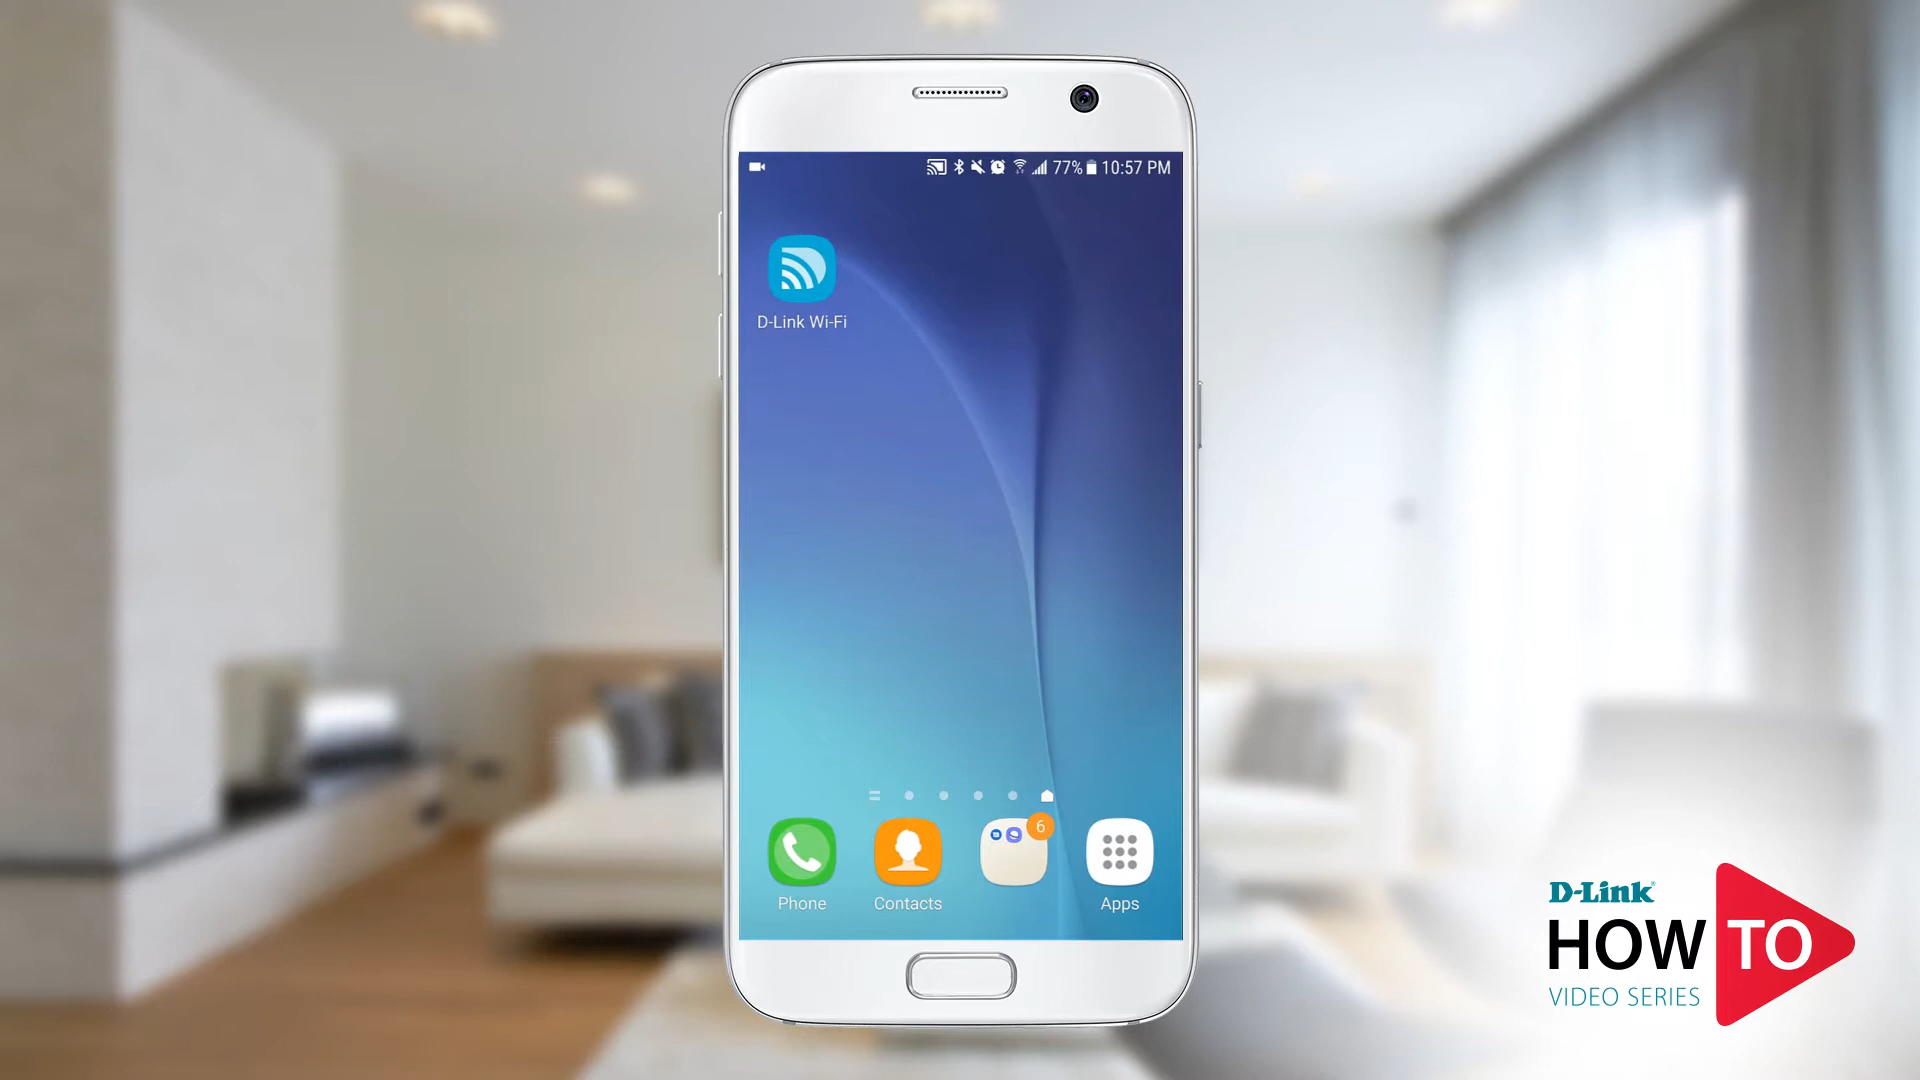 77% 10:57 PM
D-Link Wi-Fi
6
Phone
Contacts
Apps
D-Link
HOW TO
VIDEO SERIES